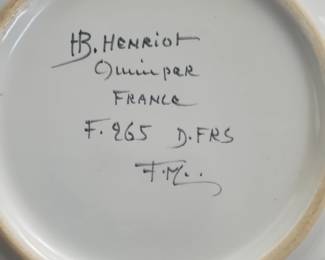 HB. HENRIOT
Quimper
FRANCE
F. 265 D. FRS
F.M..